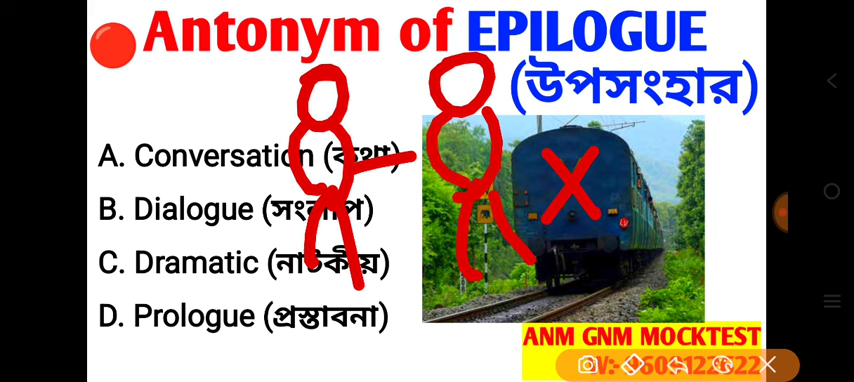 Antonym of EPILOGUE
(উপসংহার)
A. Conversation (কথা)
B. Dialogue (সংলাপ)
C. Dramatic (নাটকীয়)
D. Prologue (প্রস্তাবনা)
X
ANM GNM MOCKTEST